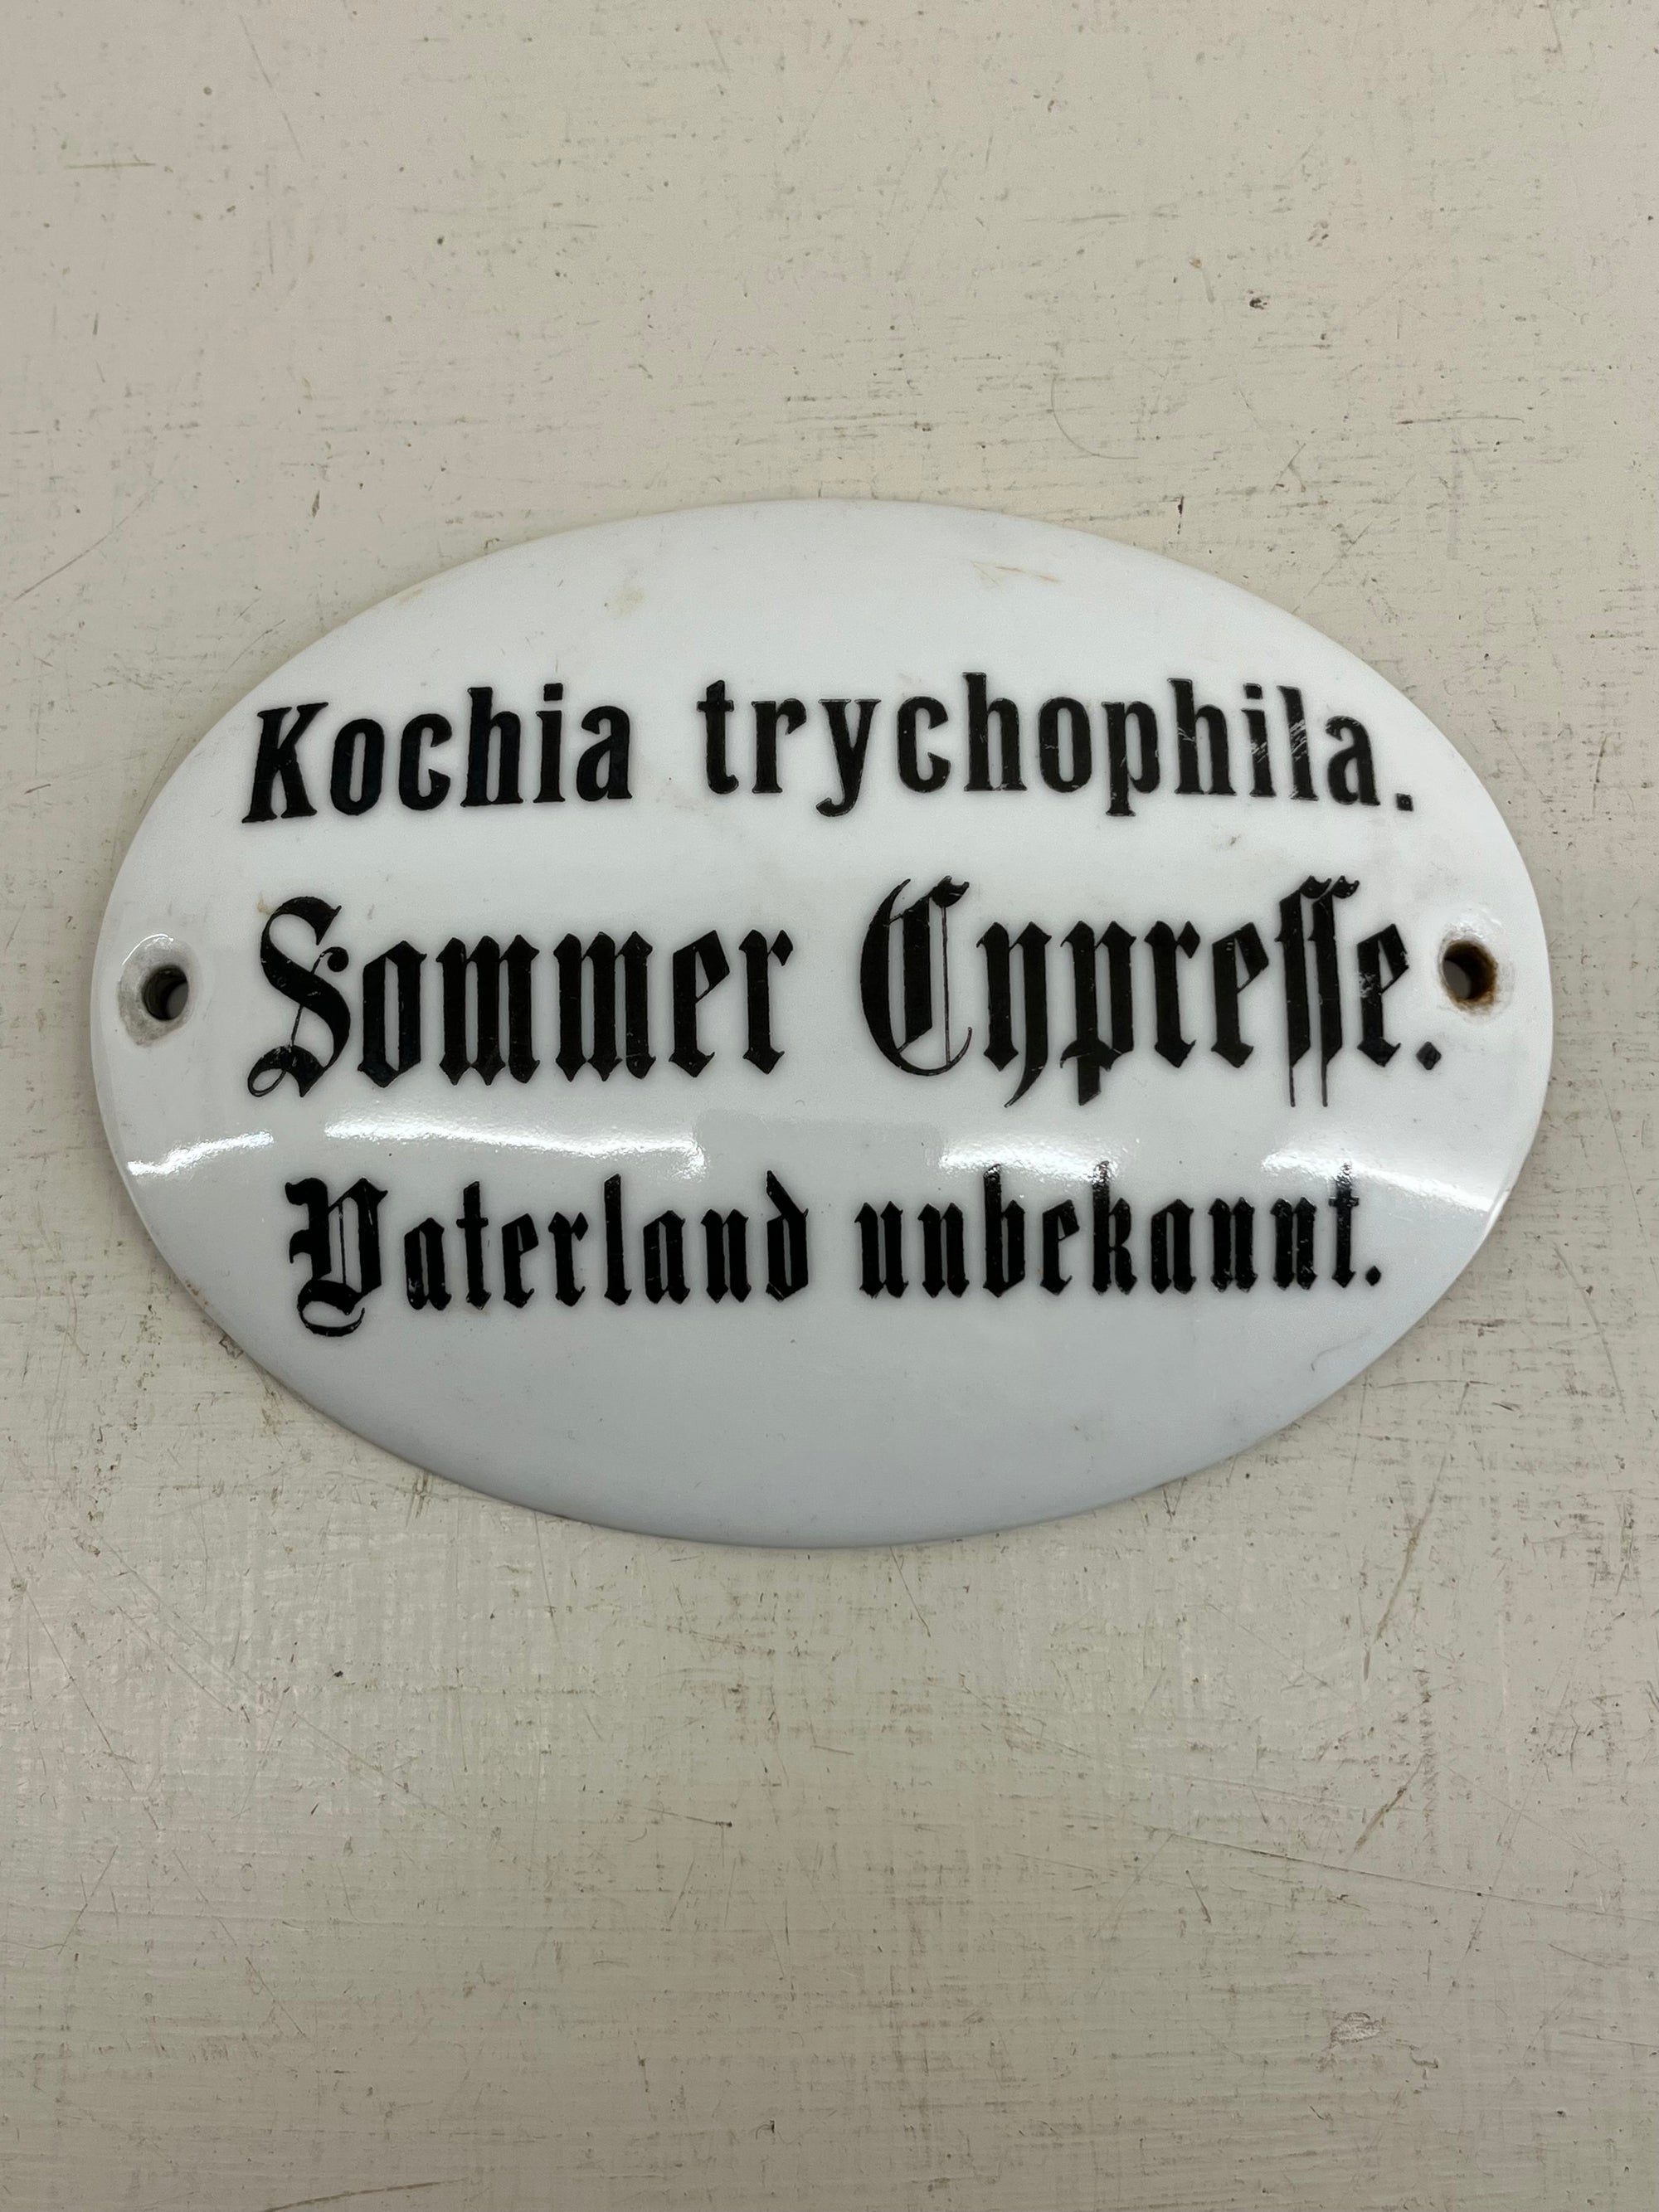 Kochia trychophila.
Sommer Cypresse.
Vaterland unbekannt.